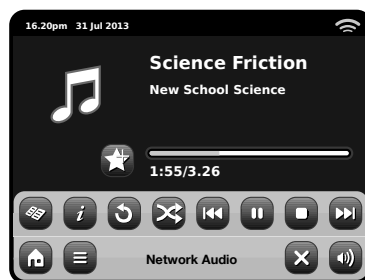 16.20pm 31 Jul 2013
Science Friction
New School Science
1:55/3.26
i
Network Audio